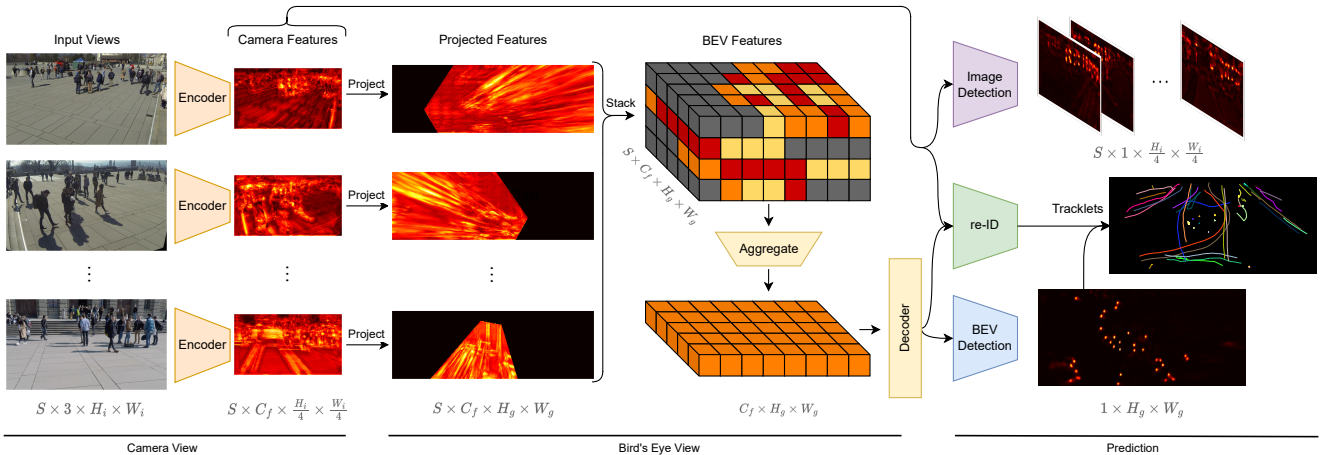 Input Views
Camera Features
Projected Features
BEV Features
Encoder
Project
Stack
Encoder
Project
Encoder
Project
S × C_f × H_g × W_g
Aggregate
Decoder
Image
Detection
...
S × 1 × H_i/4 × W_i/4
re-ID
Tracklets
BEV
Detection
...
...
...
S × 3 × H_i × W_i
S × C_f × H_i/4 × W_i/4
S × C_f × H_g × W_g
C_f × H_g × W_g
1 × H_g × W_g
Camera View
Bird's Eye View
Prediction